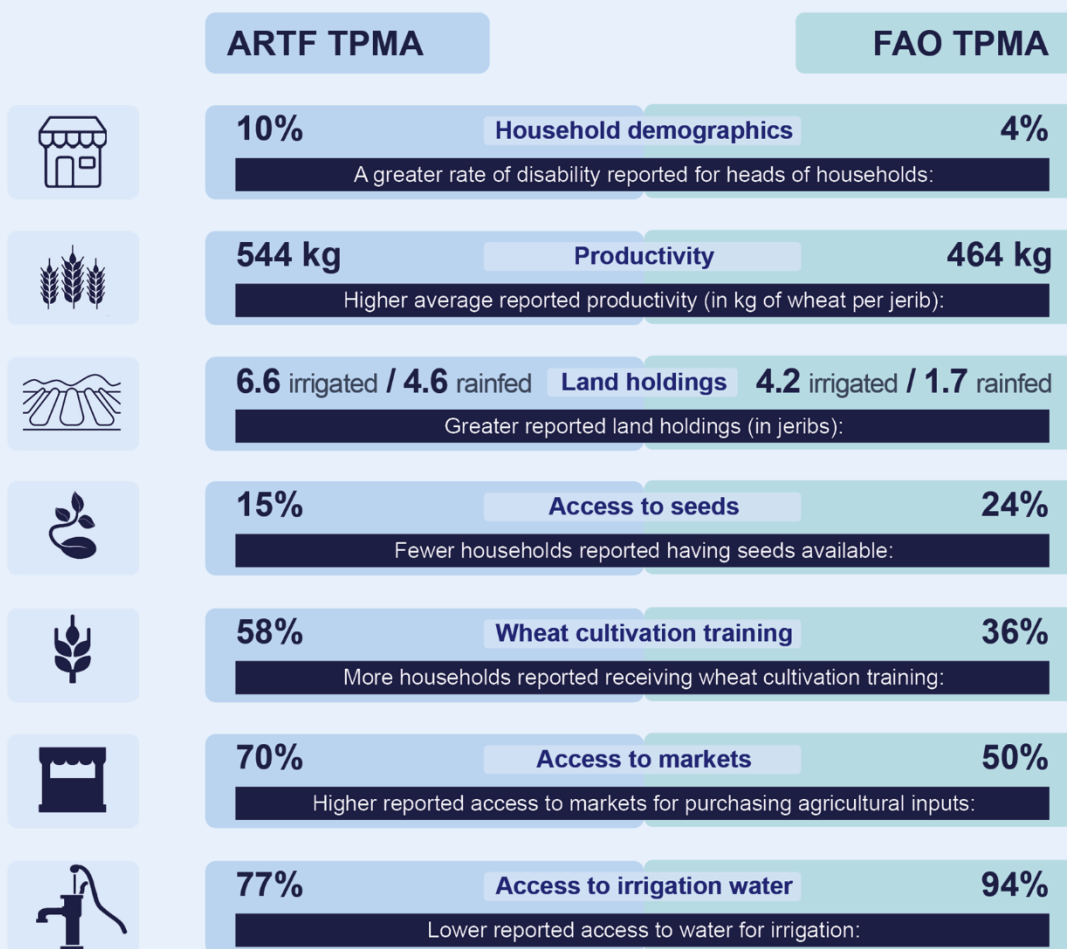 ARTF TPMA FAO TPMA
10% Household demographics 4%
A greater rate of disability reported for heads of households:
544 kg Productivity 464 kg
Higher average reported productivity (in kg of wheat per jerib):
6.6 irrigated / 4.6 rainfed Land holdings 4.2 irrigated / 1.7 rainfed
Greater reported land holdings (in jeribs):
15% Access to seeds 24%
Fewer households reported having seeds available:
58% Wheat cultivation training 36%
More households reported receiving wheat cultivation training:
70% Access to markets 50%
Higher reported access to markets for purchasing agricultural inputs:
77% Access to irrigation water 94%
Lower reported access to water for irrigation: